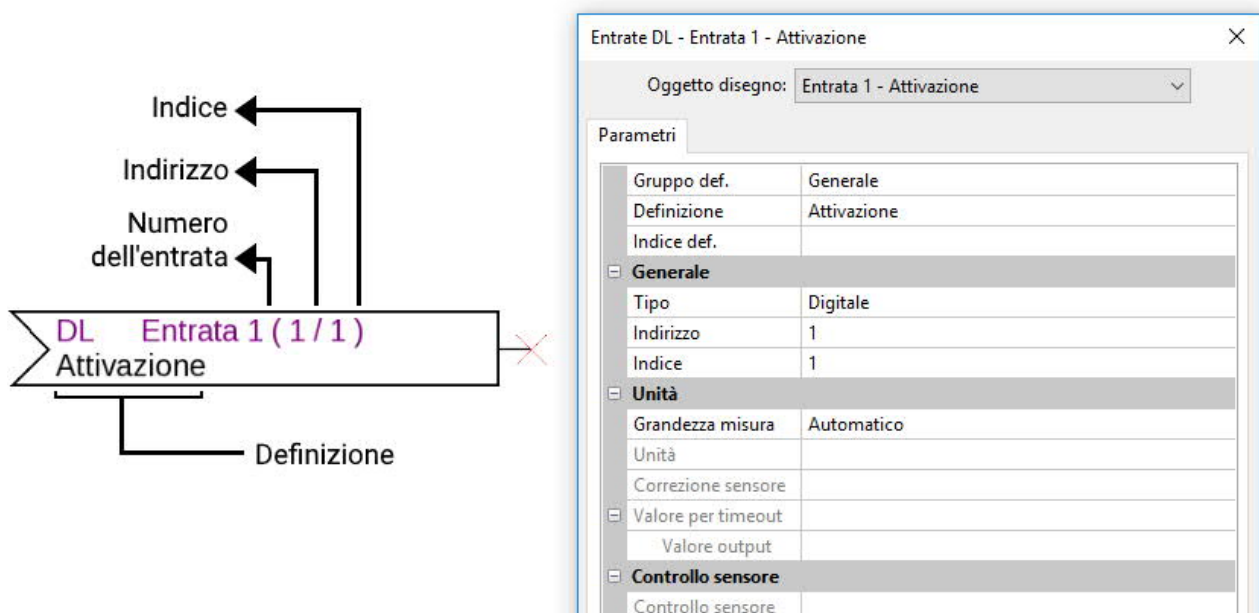 Indice
Indirizzo
Numero
dell'entrata
DL Entrata 1 ( 1 / 1 )
Attivazione
Definizione
Entrate DL - Entrata 1 - Attivazione
Oggetto disegno: Entrata 1 - Attivazione
Parametri
Gruppo def. Generale
Definizione Attivazione
Indice def.
Generale
Tipo Digitale
Indirizzo 1
Indice 1
Unità
Grandezza misura Automatico
Unità
Correzione sensore
Valore per timeout
Valore output
Controllo sensore
Controllo sensore